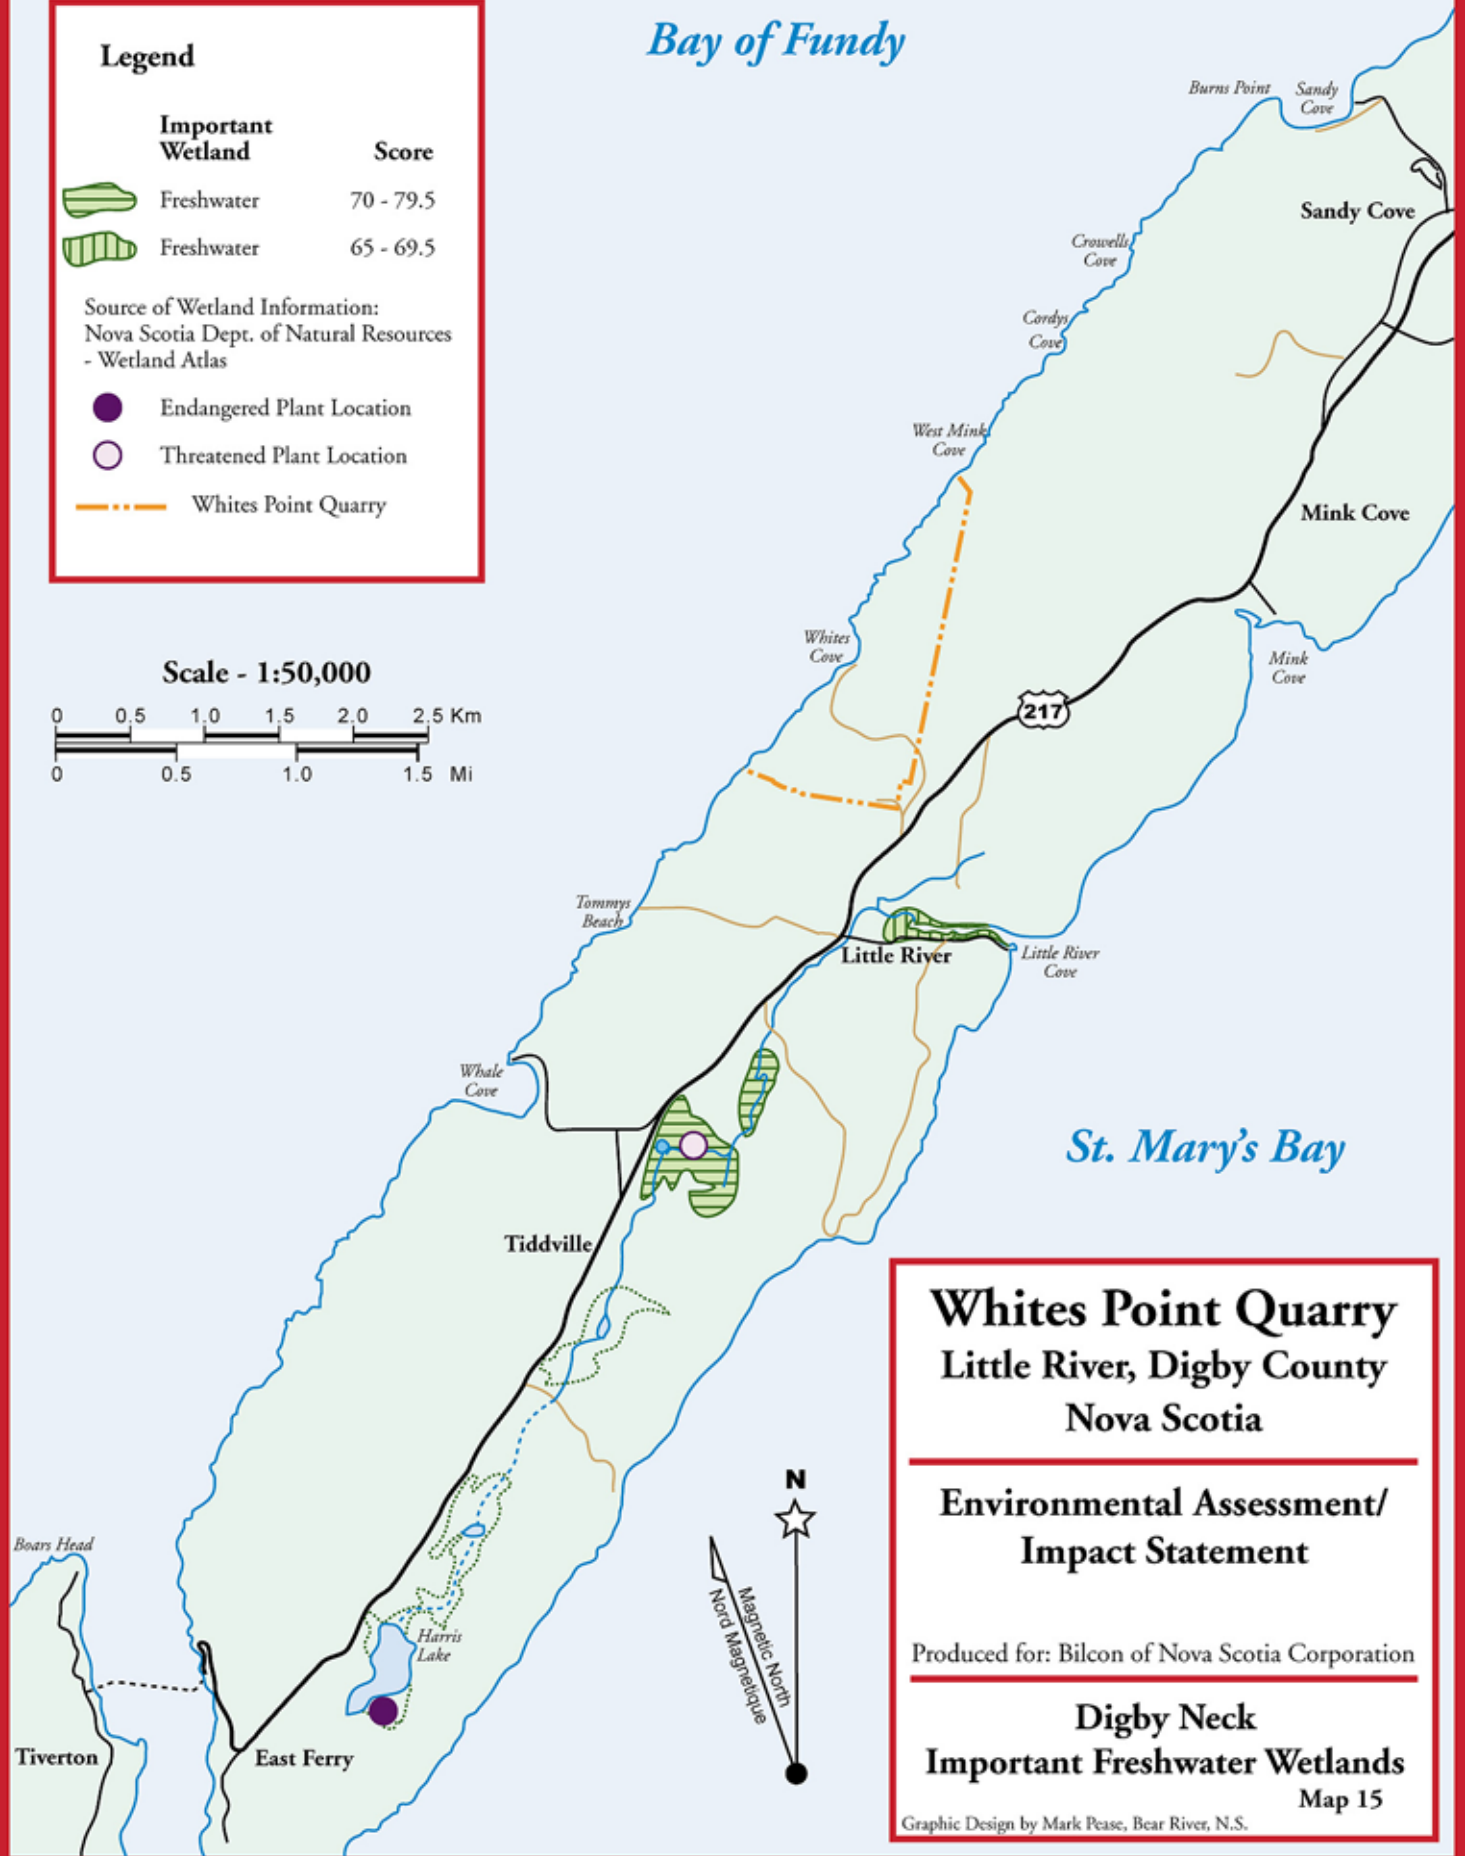 Bay of Fundy
Legend
Important
Wetland
Score
Freshwater 70 - 79.5
Freshwater 65 - 69.5
Source of Wetland Information:
Nova Scotia Dept. of Natural Resources
- Wetland Atlas
Endangered Plant Location
Threatened Plant Location
Whites Point Quarry
Scale - 1:50,000
0 0.5 1.0 1.5 2.0 2.5 Km
0 0.5 1.0 1.5 Mi
Burns Point
Sandy
Cove
Sandy Cove
Crowells
Cove
Cordys
Cove
West Mink
Cove
Mink Cove
Whites
Cove
Mink
Cove
217
Tommys
Beach
Little River
Little River
Cove
Whale
Cove
St. Mary's Bay
Tiddville
Boars Head
Harris
Lake
Tiverton
East Ferry
N
Magnetic North
Nord Magnetique
Whites Point Quarry
Little River, Digby County
Nova Scotia
Environmental Assessment/
Impact Statement
Produced for: Bilcon of Nova Scotia Corporation
Digby Neck
Important Freshwater Wetlands
Map 15
Graphic Design by Mark Pease, Bear River, N.S.